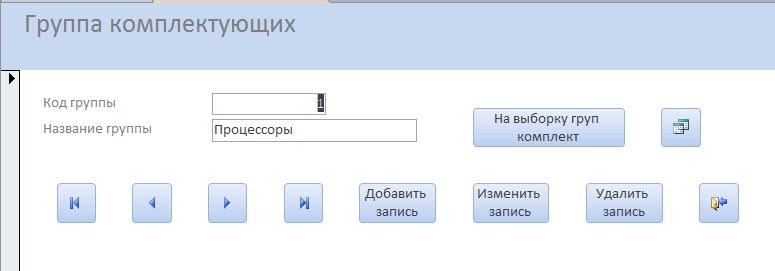 Группа комплектующих
Код группы
1
Название группы
Процессоры
На выборку груп
комплект
Добавить
запись
Изменить
запись
Удалить
запись